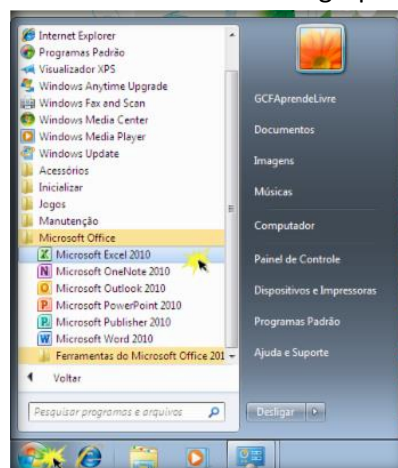 Internet Explorer
Programas Padrão
Visualizador XPS
Windows Anytime Upgrade
Windows Fax and Scan
Windows Media Center
Windows Media Player
Windows Update
Acessórios
Inicializar
Jogos
Manutenção
Microsoft Office
Microsoft Excel 2010
Microsoft OneNote 2010
Microsoft Outlook 2010
Microsoft PowerPoint 2010
Microsoft Publisher 2010
Microsoft Word 2010
Ferramentas do Microsoft Office 201
Voltar
Pesquisar programas e arquivos
GCFAprendeLivre
Documentos
Imagens
Músicas
Computador
Painel de Controle
Dispositivos e Impressoras
Programas Padrão
Ajuda e Suporte
Desligar